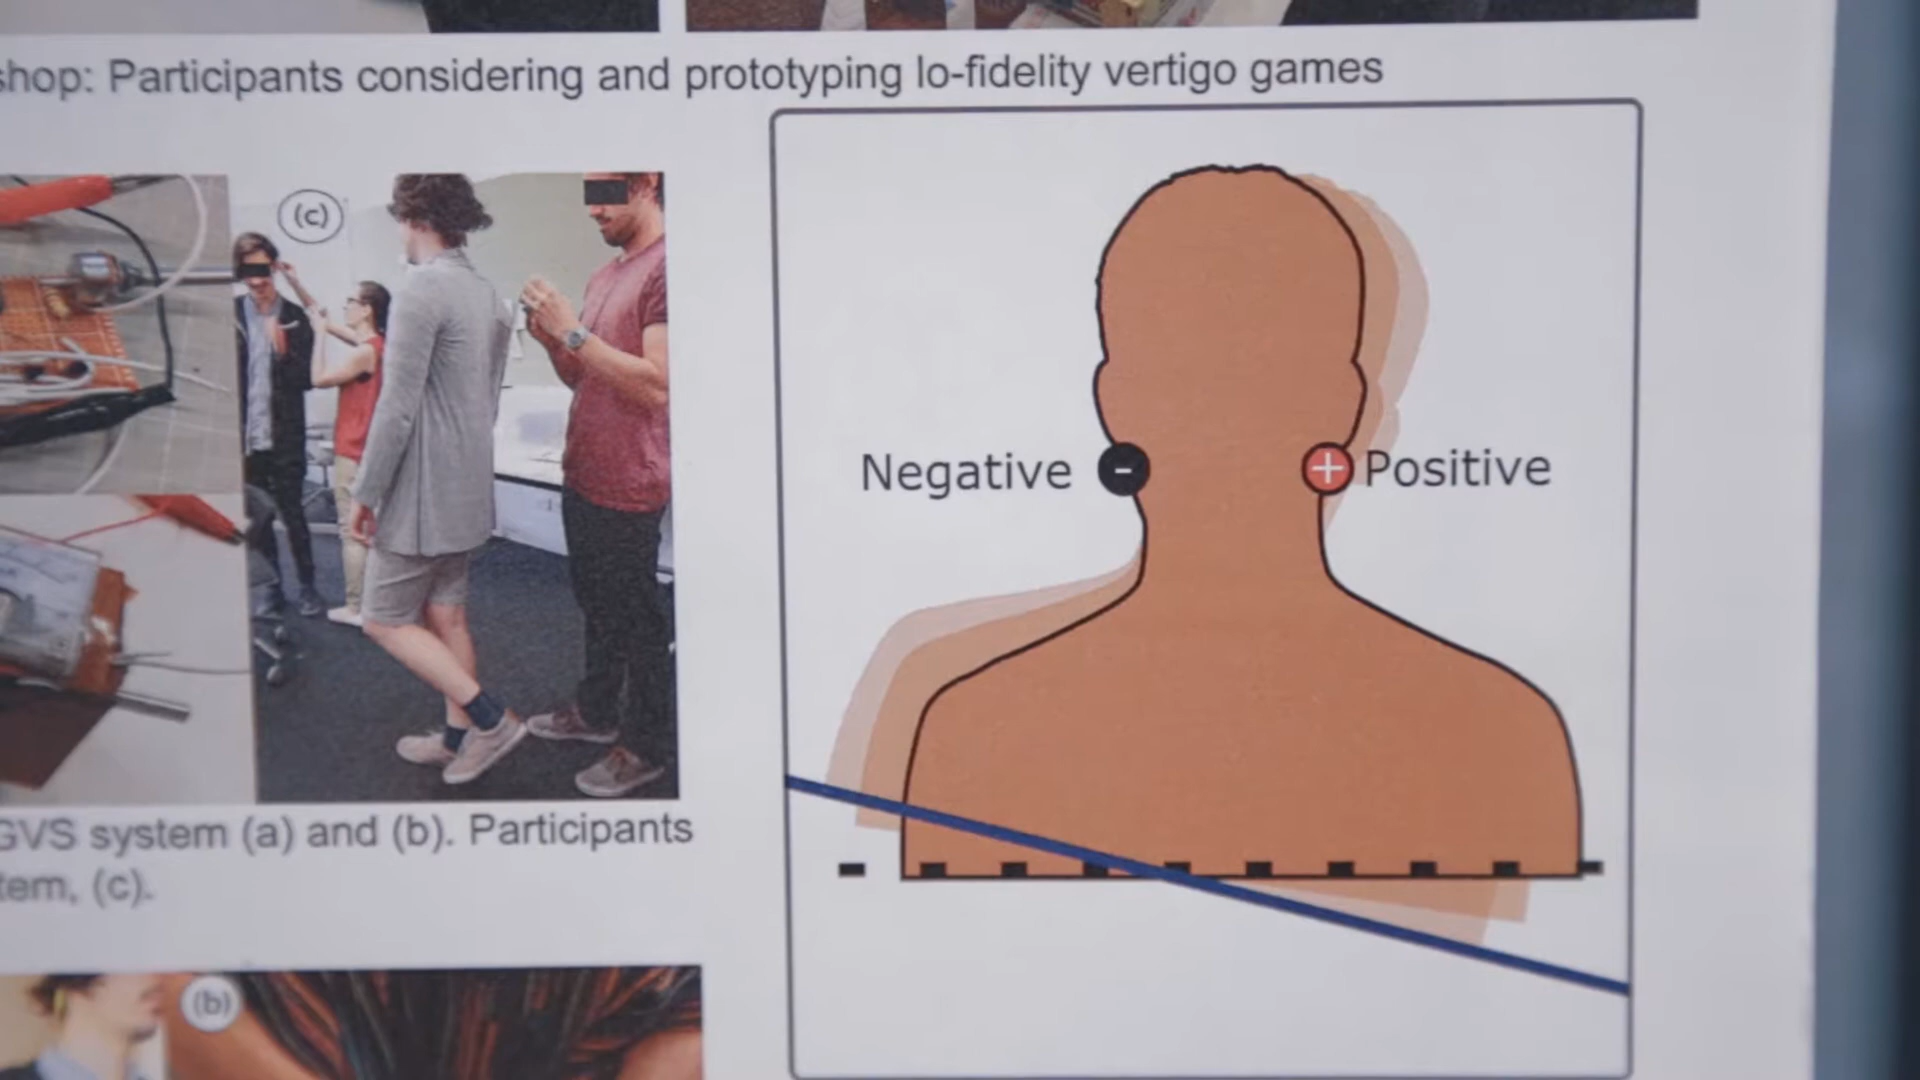 shop: Participants considering and prototyping lo-fidelity vertigo games
(c)
Negative - + Positive
GVS system (a) and (b). Participants
tem, (c).
(b)